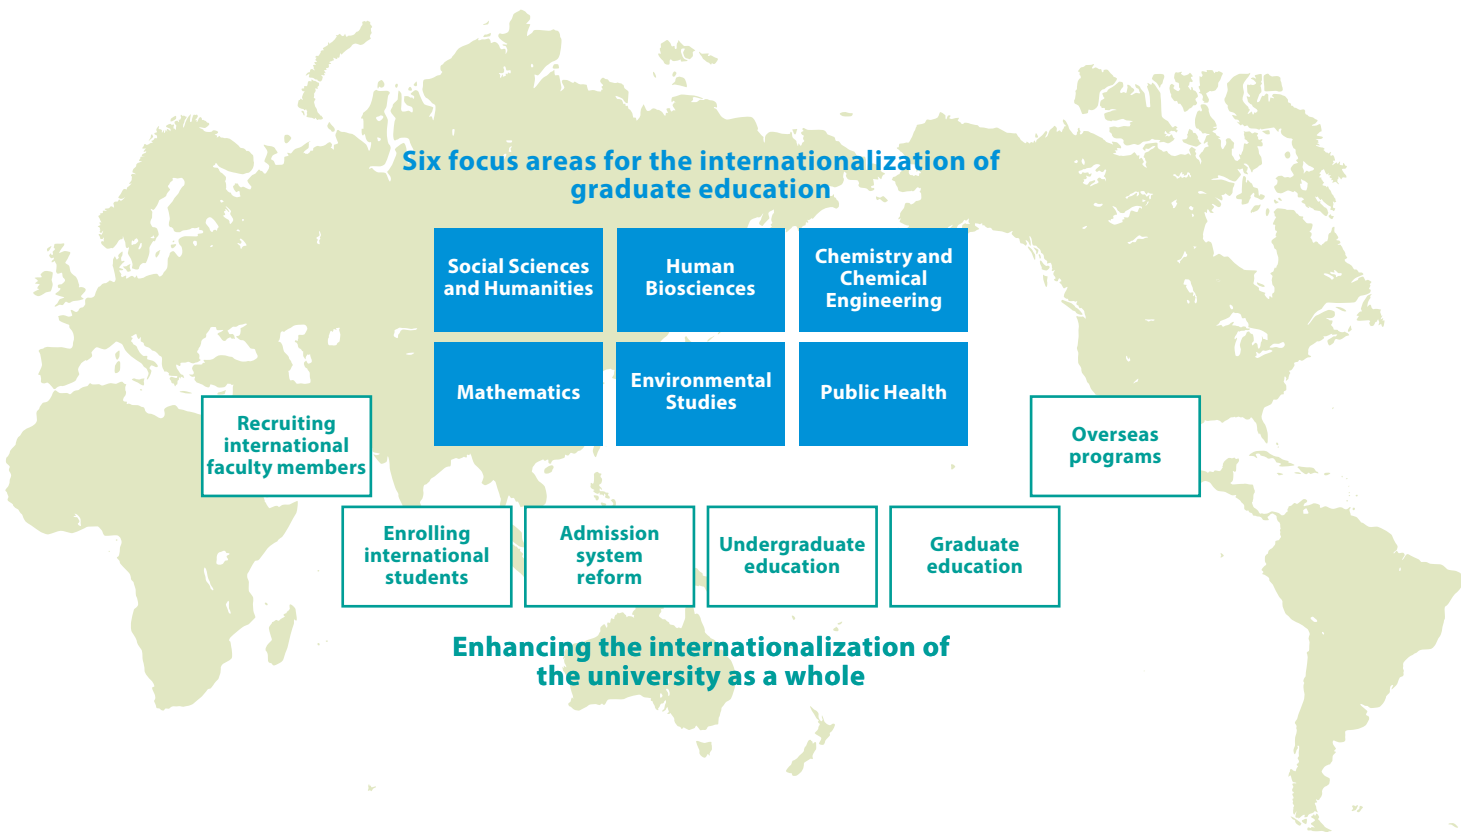 Six focus areas for the internationalization of
graduate education
Social Sciences
and Humanities
Human
Biosciences
Chemistry and
Chemical
Engineering
Mathematics
Environmental
Studies
Public Health
Recruiting
international
faculty members
Enrolling
international
students
Admission
system
reform
Undergraduate
education
Graduate
education
Overseas
programs
Enhancing the internationalization of
the university as a whole